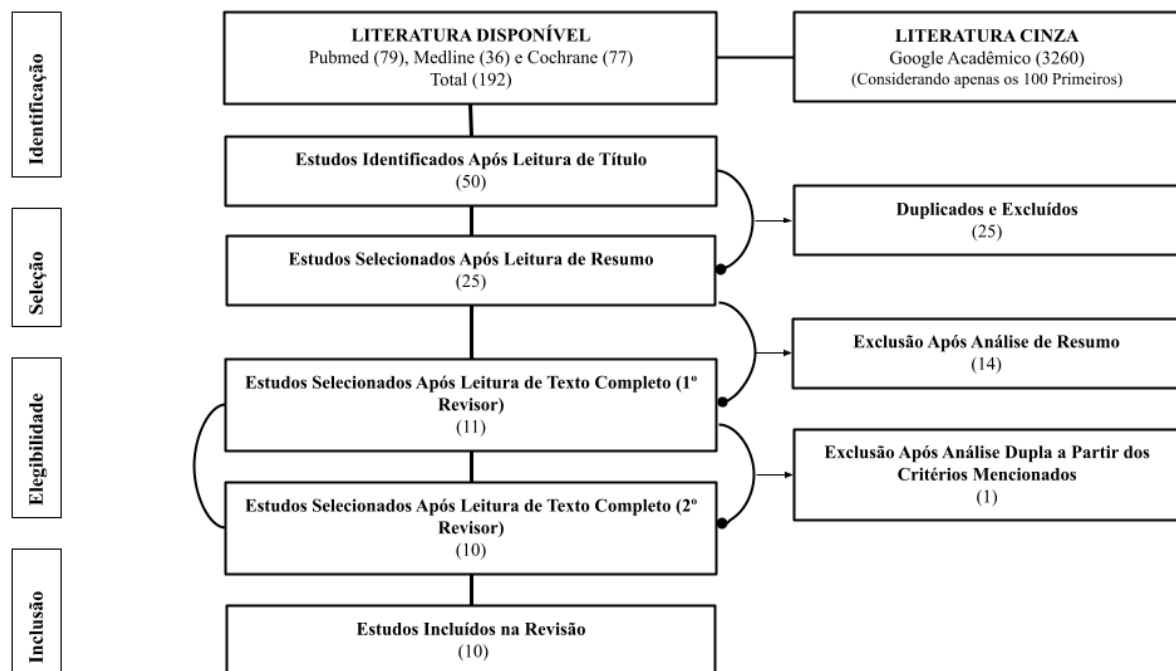 Identificação
LITERATURA DISPONÍVEL
Pubmed (79), Medline (36) e Cochrane (77)
Total (192)
LITERATURA CINZA
Google Acadêmico (3260)
(Considerando apenas os 100 Primeiros)
Estudos Identificados Após Leitura de Título
(50)
Duplicados e Excluídos
(25)
Seleção
Estudos Selecionados Após Leitura de Resumo
(25)
Exclusão Após Análise de Resumo
(14)
Elegibilidade
Estudos Selecionados Após Leitura de Texto Completo (1º
Revisor)
(11)
Exclusão Após Análise Dupla a Partir dos
Critérios Mencionados
(1)
Estudos Selecionados Após Leitura de Texto Completo (2º
Revisor)
(10)
Inclusão
Estudos Incluídos na Revisão
(10)